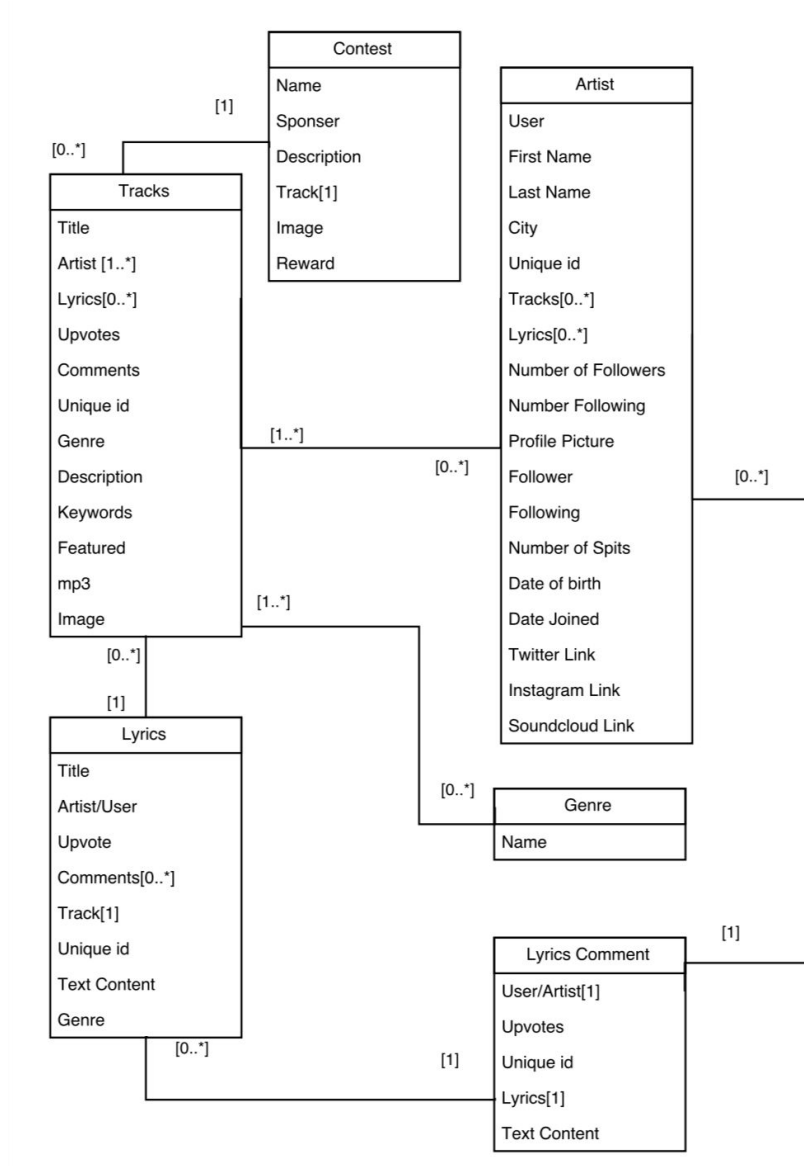 Contest
Name
Sponser
Description
Track[1]
Image
Reward
[1]
[0..*]
Tracks
Title
Artist [1..*]
Lyrics[0..*]
Upvotes
Comments
Unique id
Genre
Description
Keywords
Featured
mp3
Image
Artist
User
First Name
Last Name
City
Unique id
Tracks[0..*]
Lyrics[0..*]
Number of Followers
Number Following
Profile Picture
Follower
Following
Number of Spits
Date of birth
Date Joined
Twitter Link
Instagram Link
Soundcloud Link
[1..*]
[0..*]
[0..*]
[1..*]
[0..*]
[1]
Lyrics
Title
Artist/User
Upvote
Comments[0..*]
Track[1]
Unique id
Text Content
Genre
[0..*]
Genre
Name
[1]
Lyrics Comment
User/Artist[1]
Upvotes
Unique id
Lyrics[1]
Text Content
[0..*]
[1]